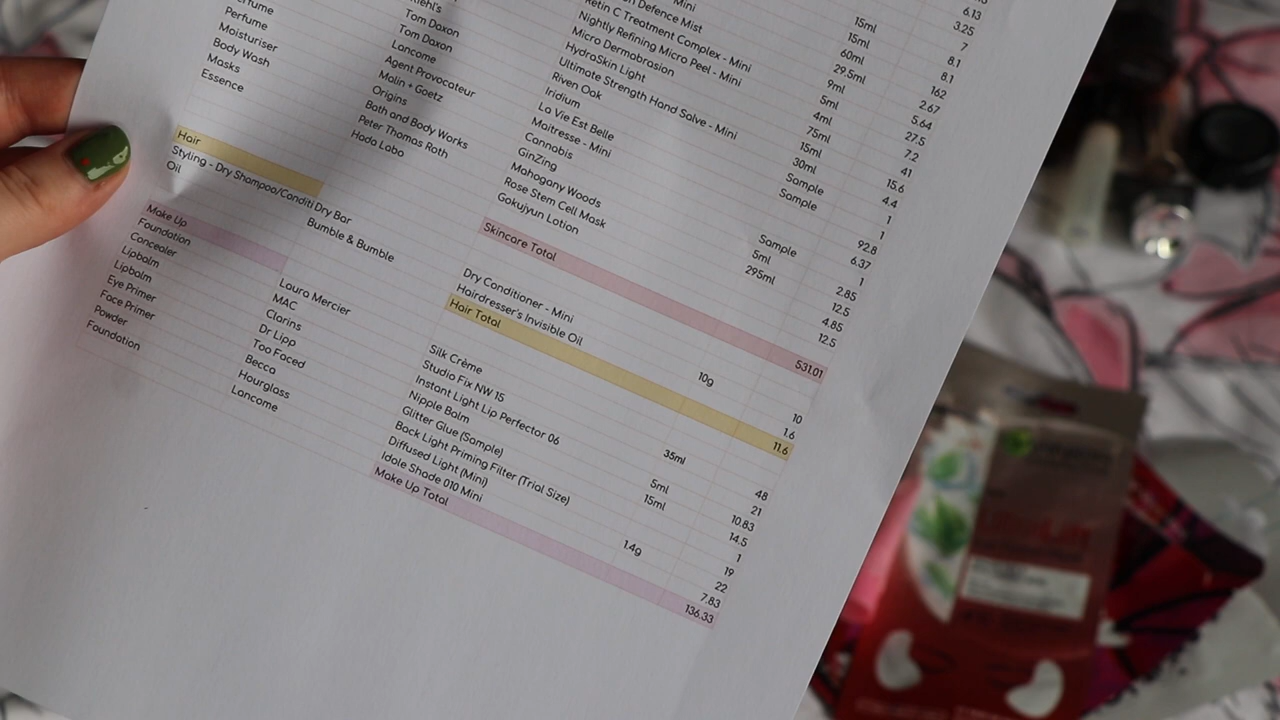 Perfume
Perfume
Moisturiser
Body Wash
Masks
Essence
Hair
Styling - Dry Shampoo/Conditi
Oil
Make Up
Foundation
Concealer
Lipbalm
Lipbalm
Eye Primer
Face Primer
Powder
Foundation
Kiehl's
Tom Daxon
Tom Daxon
Lancome
Agent Provocateur
Malin + Goetz
Origins
Bath and Body Works
Peter Thomas Roth
Hada Labo
Dry Bar
Bumble & Bumble
Laura Mercier
MAC
Clarins
Dr Lipp
Too Faced
Becca
Hourglass
Lancome
Mini
Defence Mist
Retin C Treatment Complex - Mini
Nightly Refining Micro Peel - Mini
Micro Dermabrasion
HydraSkin Light
Ultimate Strength Hand Salve - Mini
Riven Oak
Iridium
La Vie Est Belle
Maitresse - Mini
Cannabis
GinZing
Mahogany Woods
Rose Stem Cell Mask
Gokujyun Lotion
Skincare Total
Dry Conditioner - Mini
Hairdresser's Invisible Oil
Hair Total
Silk Crème
Studio Fix NW 15
Instant Light Lip Perfector 06
Nipple Balm
Glitter Glue (Sample)
Back Light Priming Filter (Trial Size)
Diffused Light (Mini)
Idole Shade 010 Mini
Make Up Total
15ml
15ml
60ml
29.5ml
9ml
5ml
4ml
75ml
15ml
30ml
Sample
Sample
Sample
5ml
295ml
10g
35ml
5ml
15ml
1.4g
6.13
3.25
7
8.1
8.1
162
2.67
5.64
27.5
7.2
41
15.6
4.4
1
1
92.8
6.37
1
2.85
12.5
4.85
12.5
531.01
10
1.6
11.6
48
21
10.83
14.5
1
19
22
7.83
136.33